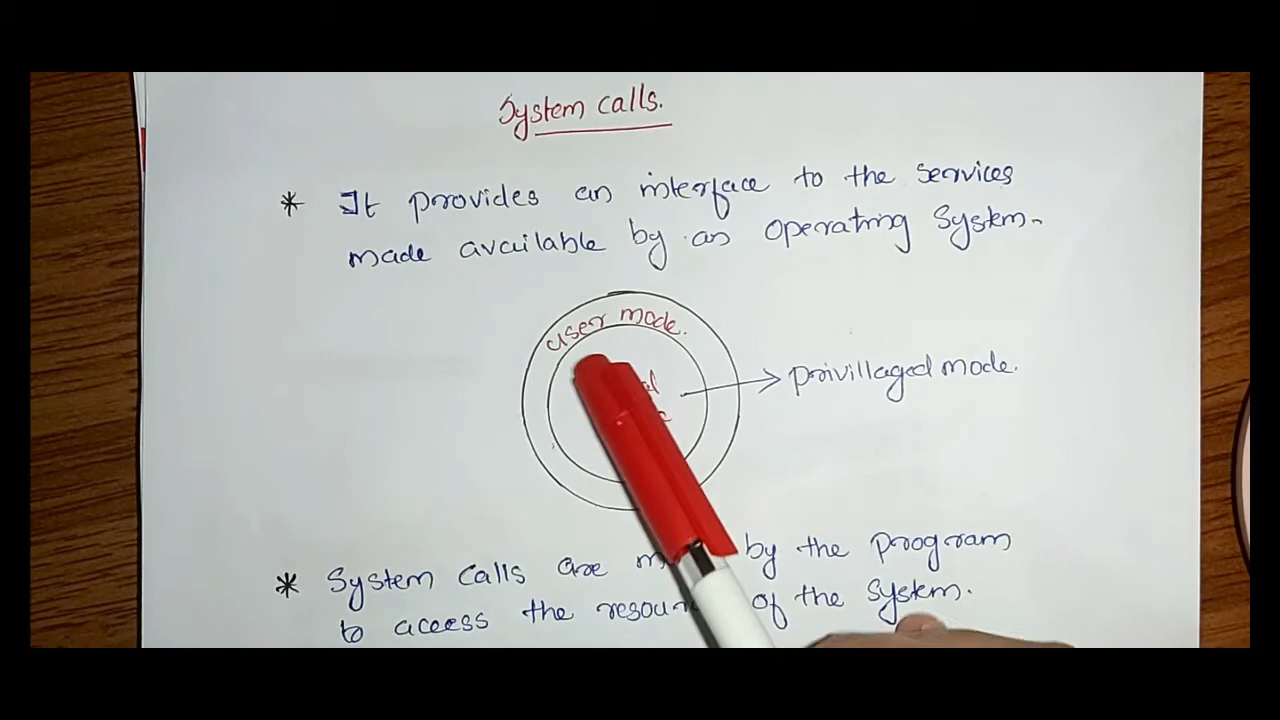 System calls.
* It provides an interface to the services
made available by an operating System.
user mode.
privillaged mode.
* System calls are by the program
to access the of the system.